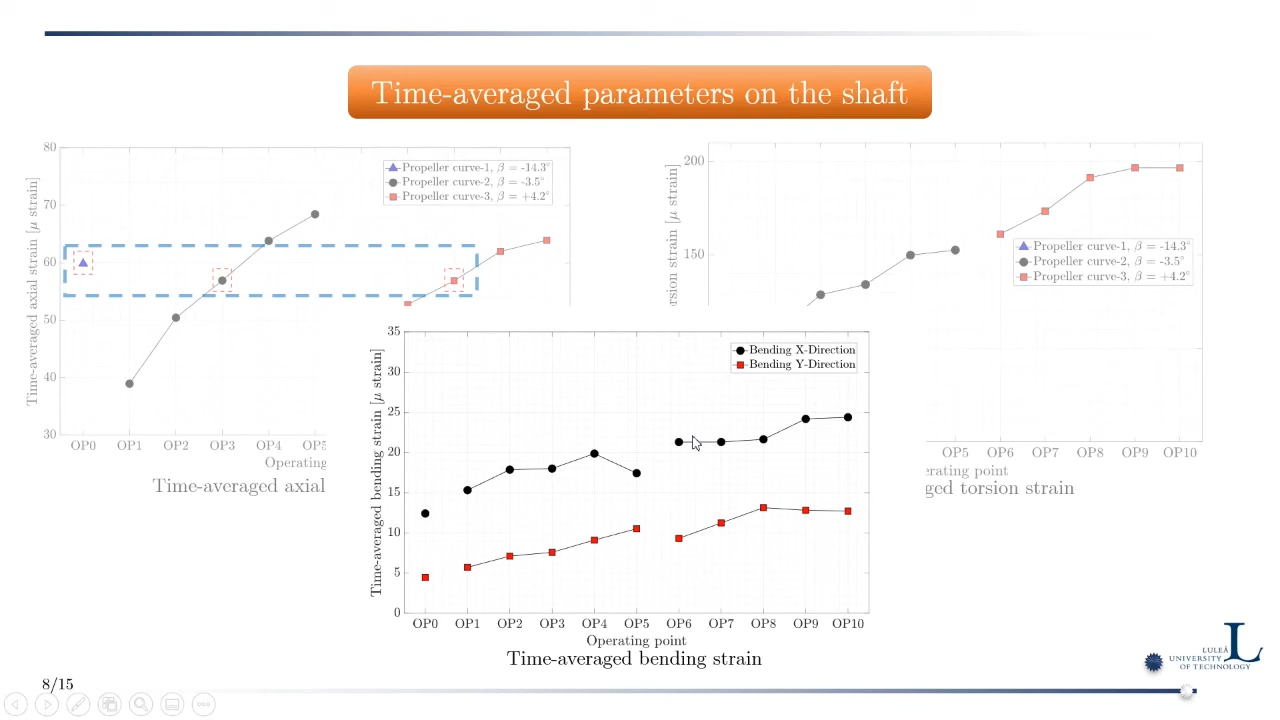 Time-averaged parameters on the shaft
80
70
60
50
40
30
Time-averaged axial strain [μ strain]
Propeller curve-1, β = -14.3°
Propeller curve-2, β = -3.5°
Propeller curve-3, β = +4.2°
OP0 OP1 OP2 OP3 OP4 OP5
Operating
Time-averaged axial
200
150
rsion strain [μ strain]
Propeller curve-1, β = -14.3°
Propeller curve-2, β = -3.5°
Propeller curve-3, β = +4.2°
OP5 OP6 OP7 OP8 OP9 OP10
erating point
ged torsion strain
35
30
25
20
15
10
5
0
Time-averaged bending strain [μ strain]
Bending X-Direction
Bending Y-Direction
OP0 OP1 OP2 OP3 OP4 OP5 OP6 OP7 OP8 OP9 OP10
Operating point
Time-averaged bending strain
LULEÅ
UNIVERSITY
OF TECHNOLOGY
L
8/15